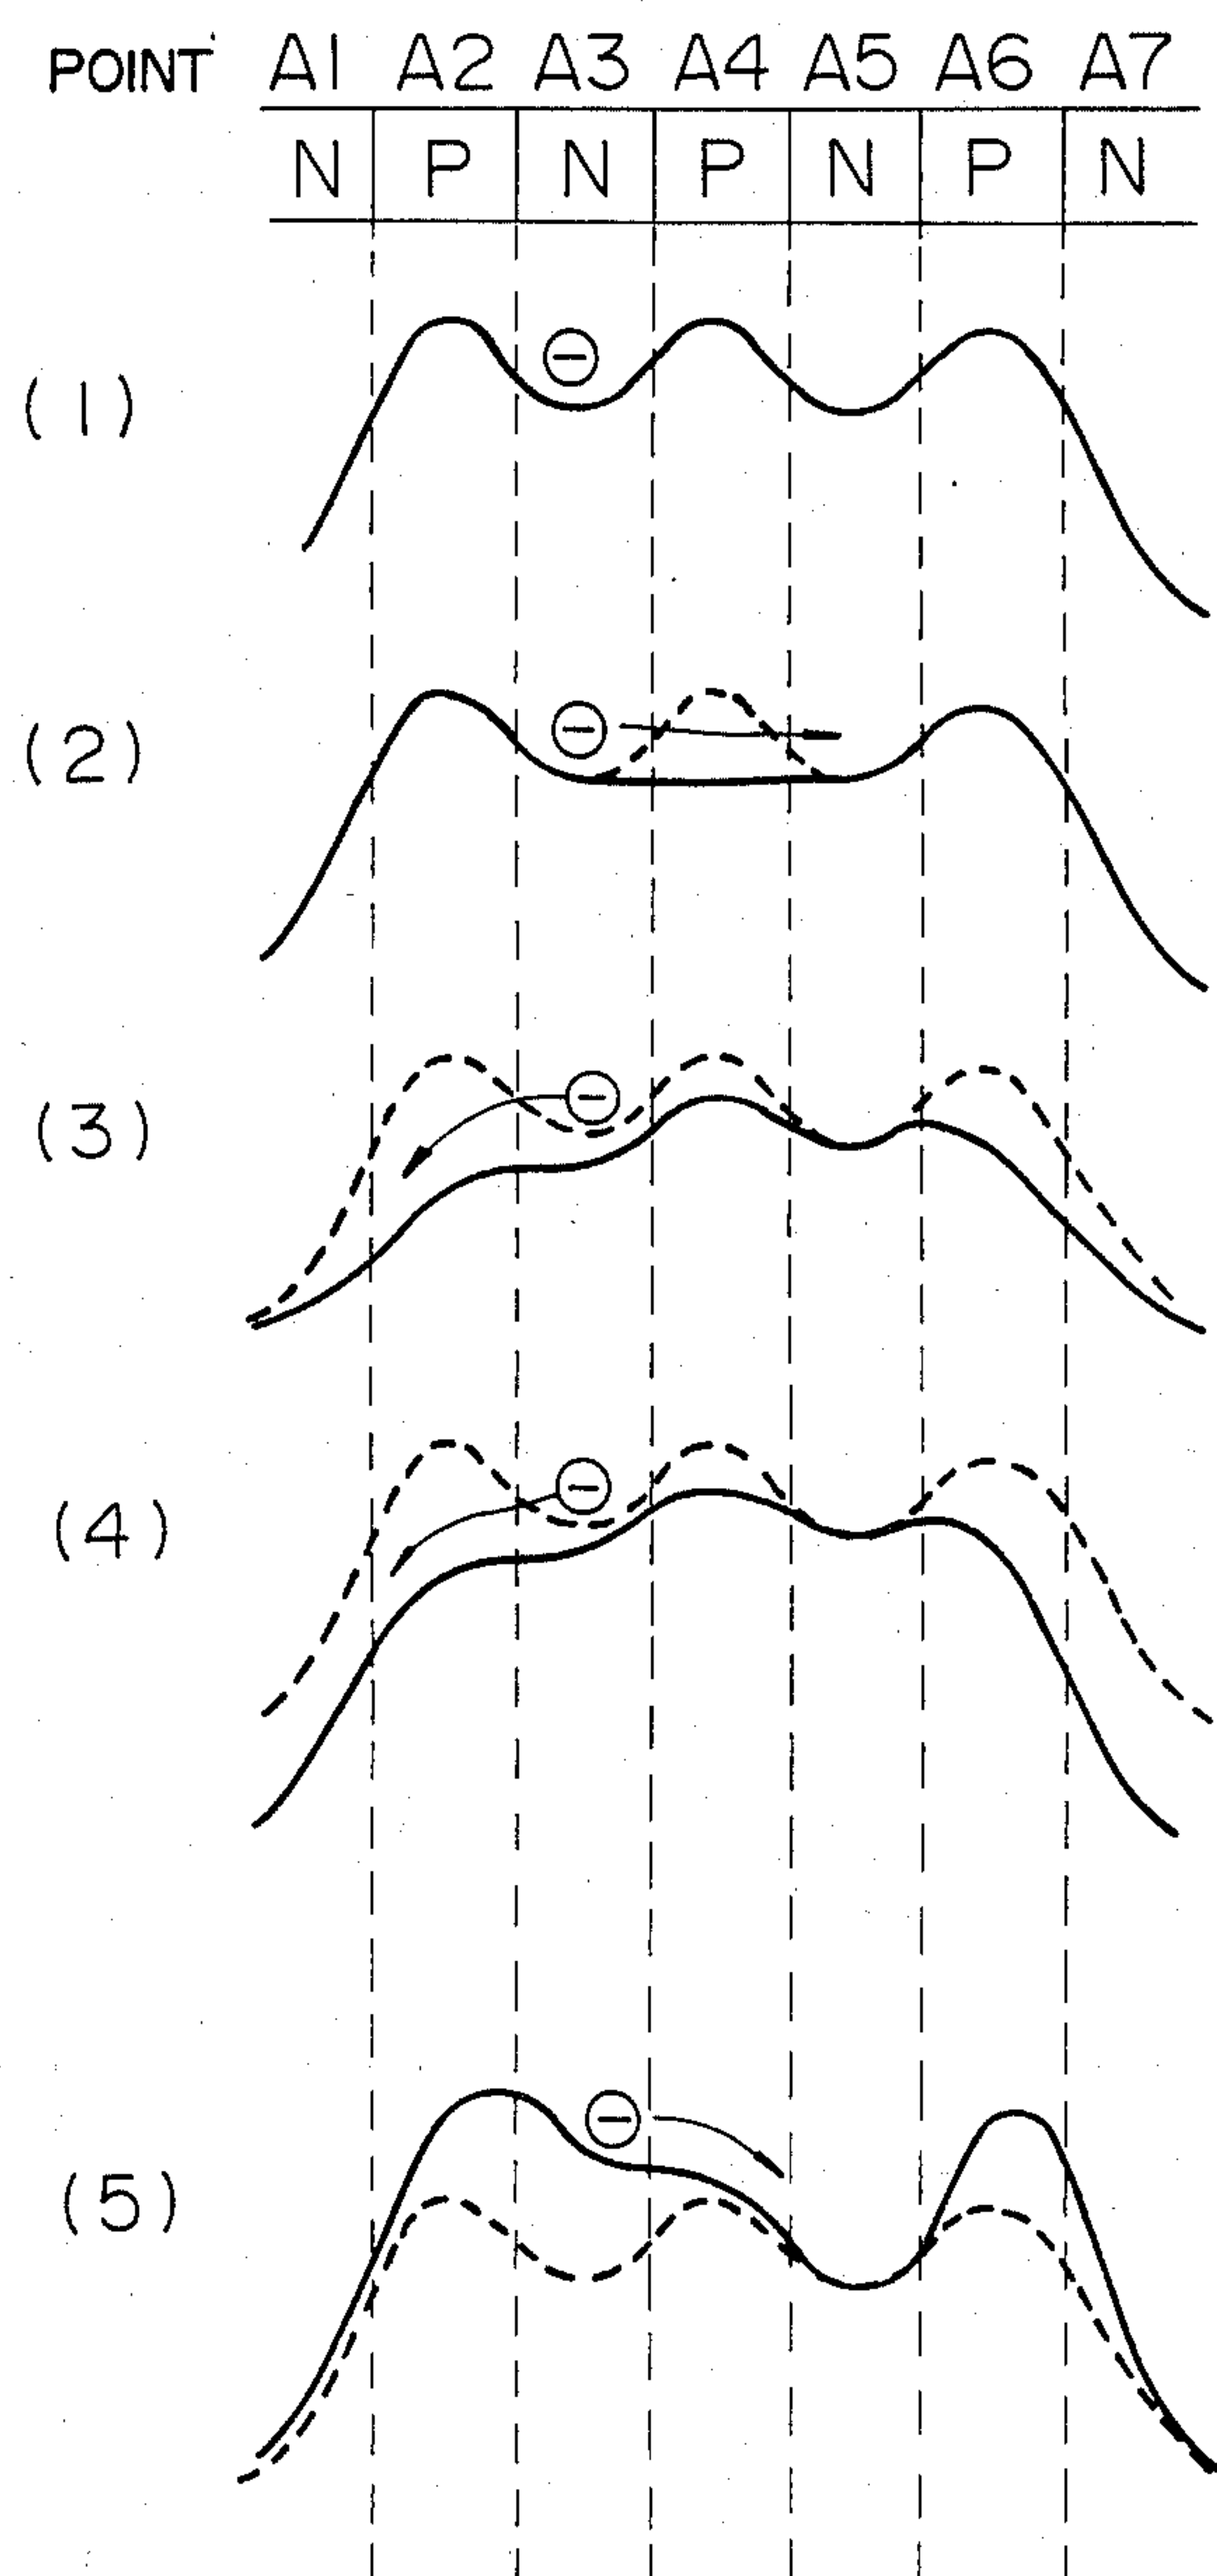 POINT A1 A2 A3 A4 A5 A6 A7
N P N P N P N
(1) ⊖
(2) ⊖
(3) ⊖
(4) ⊖
(5) ⊖